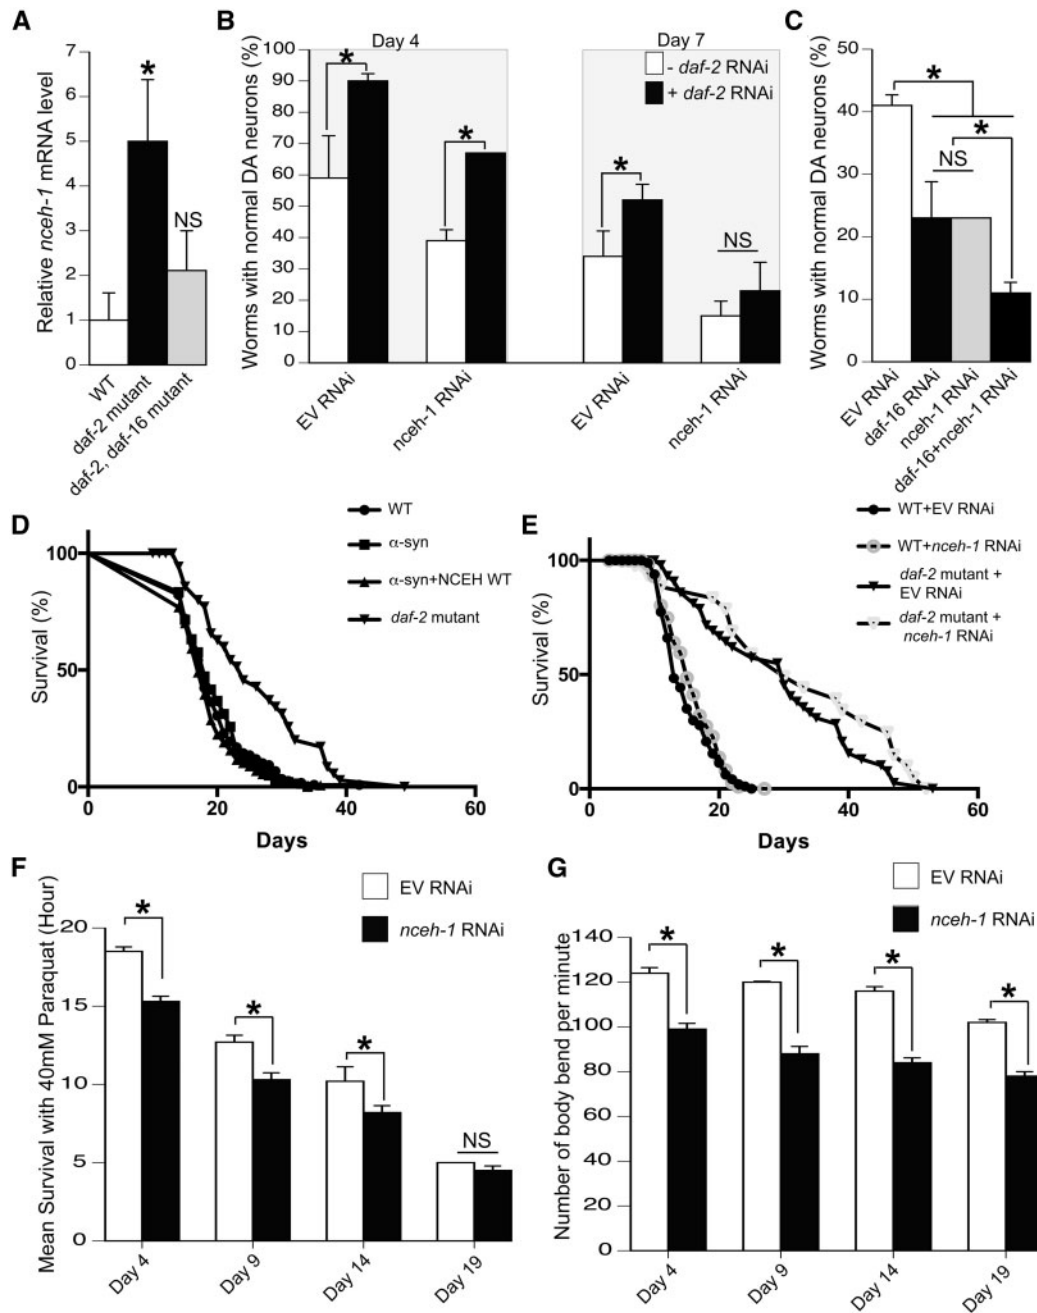 A
Relative nceh-1 mRNA level
7
6
5
4
3
2
1
0
*
NS
WT
daf-2 mutant
daf-2, daf-16 mutant
B
Worms with normal DA neurons (%)
100
90
80
70
60
50
40
30
20
10
0
Day 4
Day 7
- daf-2 RNAi
+ daf-2 RNAi
*
*
*
NS
EV RNAi
nceh-1 RNAi
EV RNAi
nceh-1 RNAi
C
Worms with normal DA neurons (%)
50
40
30
20
10
0
*
*
NS
EV RNAi
daf-16 RNAi
nceh-1 RNAi
daf-16+nceh-1 RNAi
D
Survival (%)
100
50
0
0 20 40 60
Days
WT
α-syn
α-syn+NCEH WT
daf-2 mutant
E
Survival (%)
100
50
0
0 20 40 60
Days
WT+EV RNAi
WT+nceh-1 RNAi
daf-2 mutant +
EV RNAi
daf-2 mutant +
nceh-1 RNAi
F
Mean Survival with 40mM Paraquat (Hour)
20
15
10
5
0
EV RNAi
nceh-1 RNAi
*
*
*
NS
Day 4
Day 9
Day 14
Day 19
G
Number of body bend per minute
140
120
100
80
60
40
20
0
EV RNAi
nceh-1 RNAi
*
*
*
*
Day 4
Day 9
Day 14
Day 19